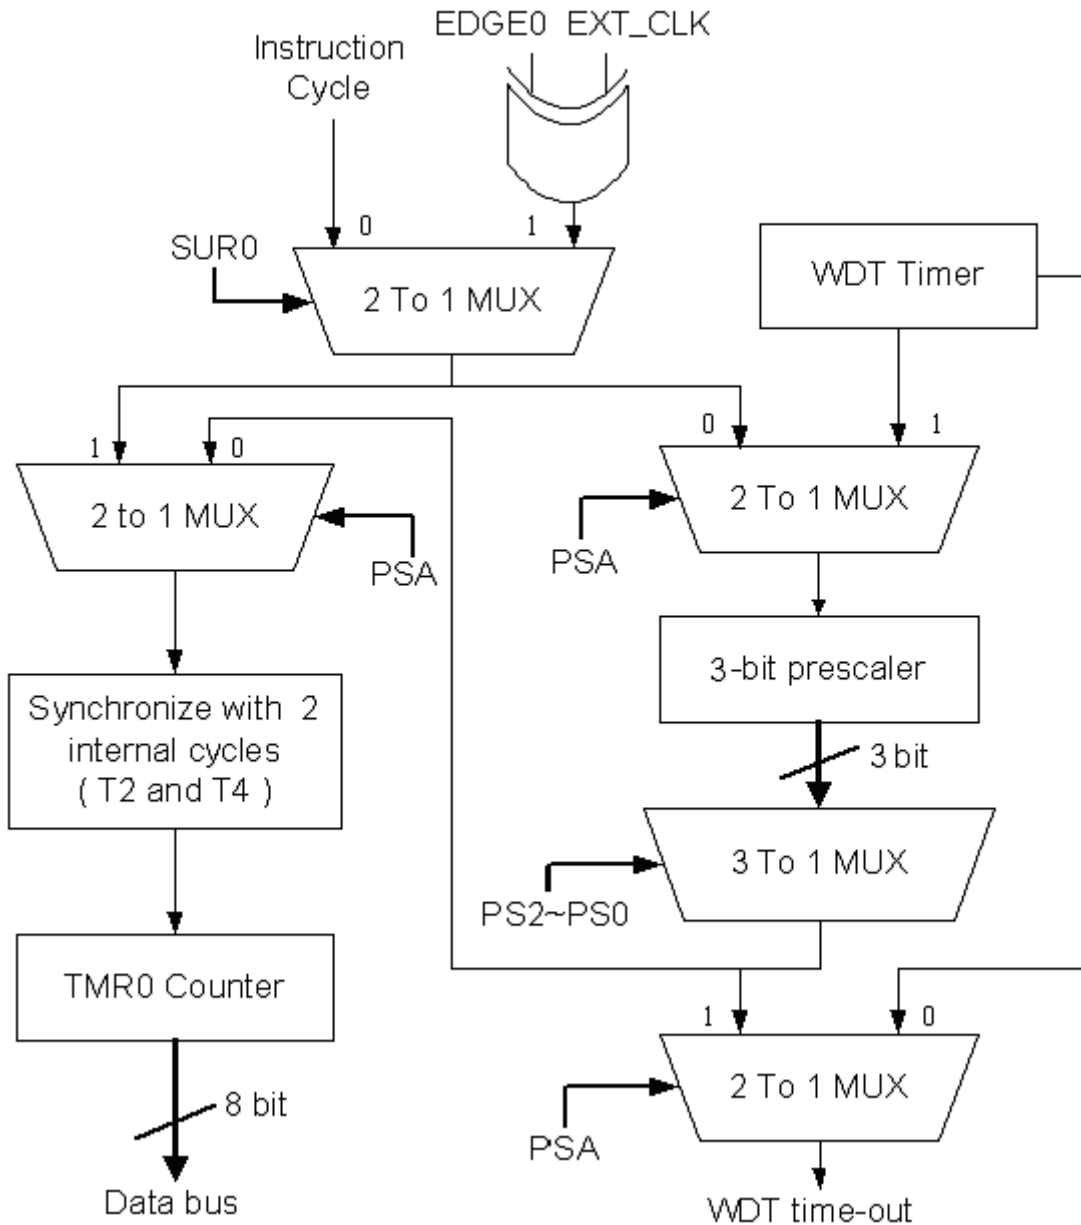 EDGE0 EXT_CLK
Instruction
Cycle
0
1
SUR0
2 To 1 MUX
WDT Timer
1
0
0
1
2 to 1 MUX
PSA
2 To 1 MUX
PSA
3-bit prescaler
Synchronize with 2
internal cycles
( T2 and T4 )
3 bit
3 To 1 MUX
PS2~PS0
TMR0 Counter
1
0
2 To 1 MUX
PSA
8 bit
Data bus
WDT time-out